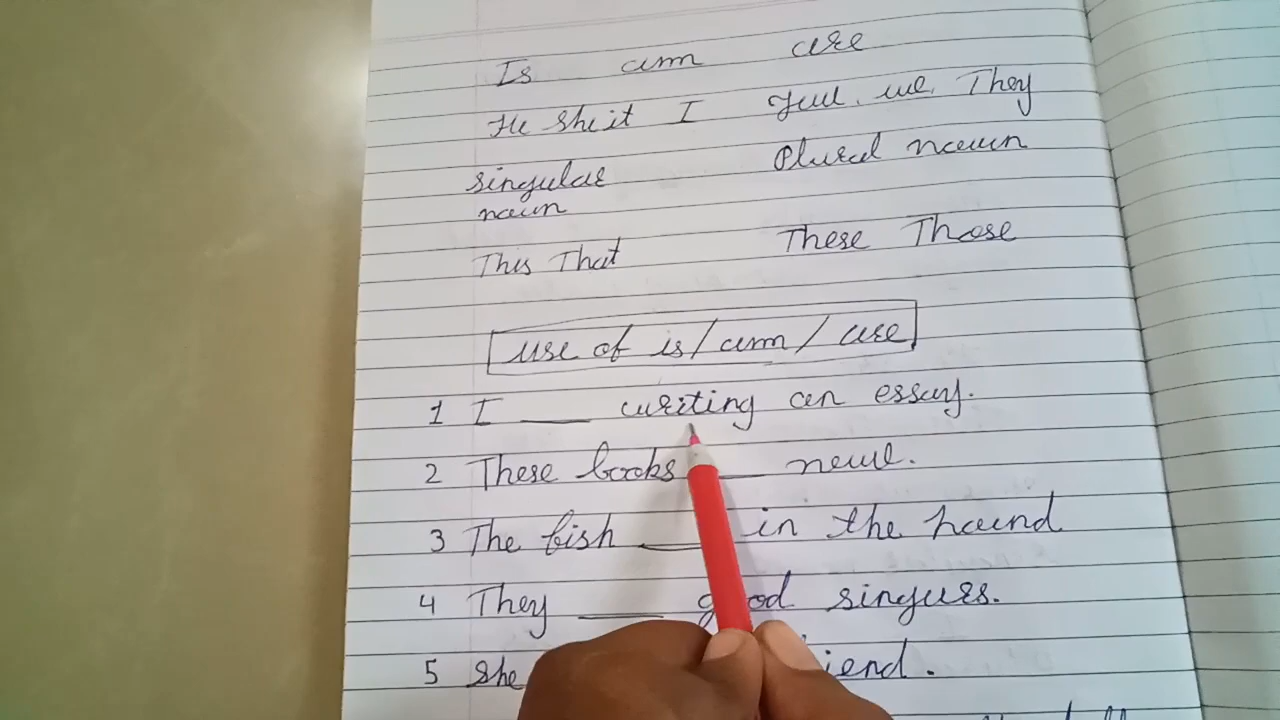 Is am are
He She it I You. we. They
singular Plural noun
noun
This That These Those
use of is/am/are
1 I ___ writing an essay.
2 These books ___ new.
3 The fish ___ in the hand
4 They ___ good singers.
5 She iend.